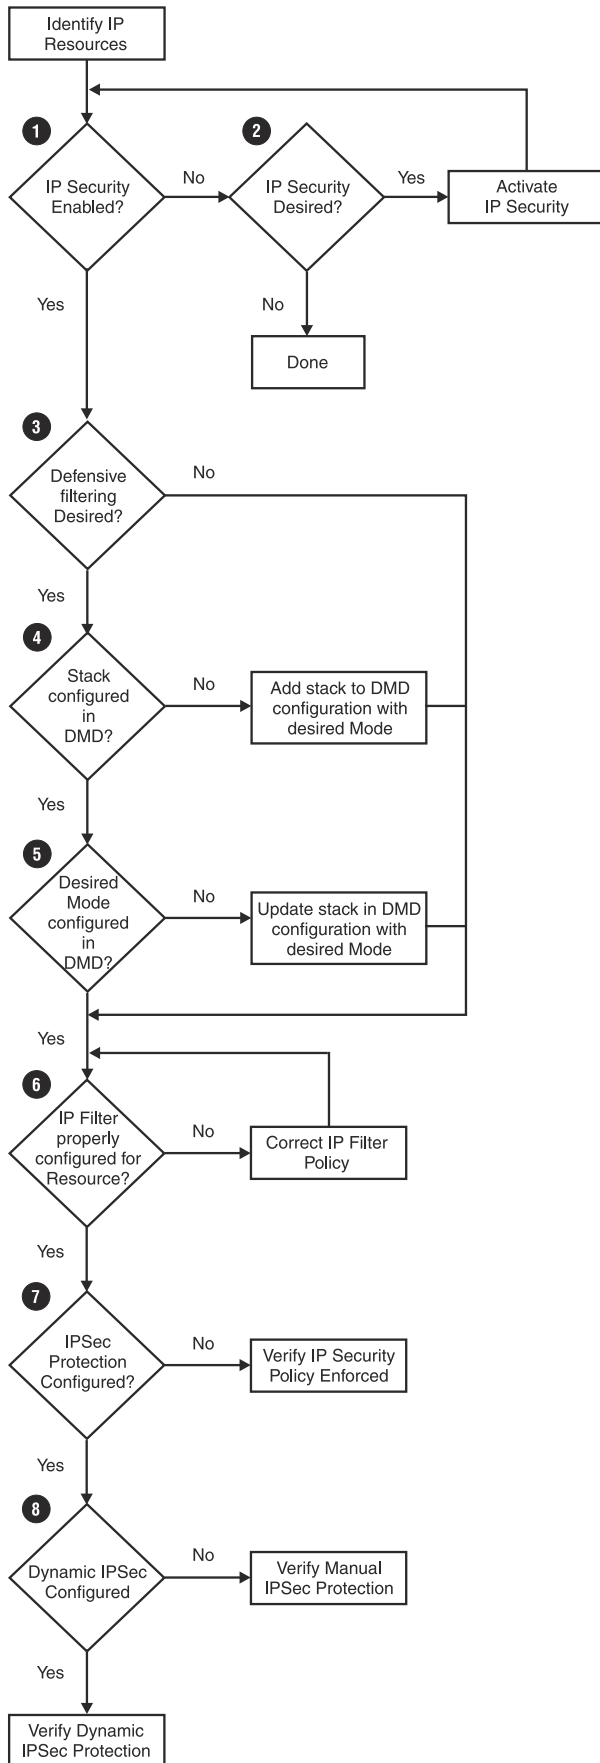 Identify IP
Resources
1
2
IP Security
Enabled?
No
IP Security
Desired?
Yes
Activate
IP Security
Yes
No
Done
3
Defensive
filtering
Desired?
No
Yes
4
Stack
configured
in
DMD?
No
Add stack to DMD
configuration with
desired Mode
Yes
5
Desired
Mode
configured
in
DMD?
No
Update stack in DMD
configuration with
desired Mode
Yes
6
IP Filter
properly
configured for
Resource?
No
Correct IP Filter
Policy
Yes
7
IPSec
Protection
Configured?
No
Verify IP Security
Policy Enforced
Yes
8
Dynamic IPSec
Configured
No
Verify Manual
IPSec Protection
Yes
Verify Dynamic
IPSec Protection